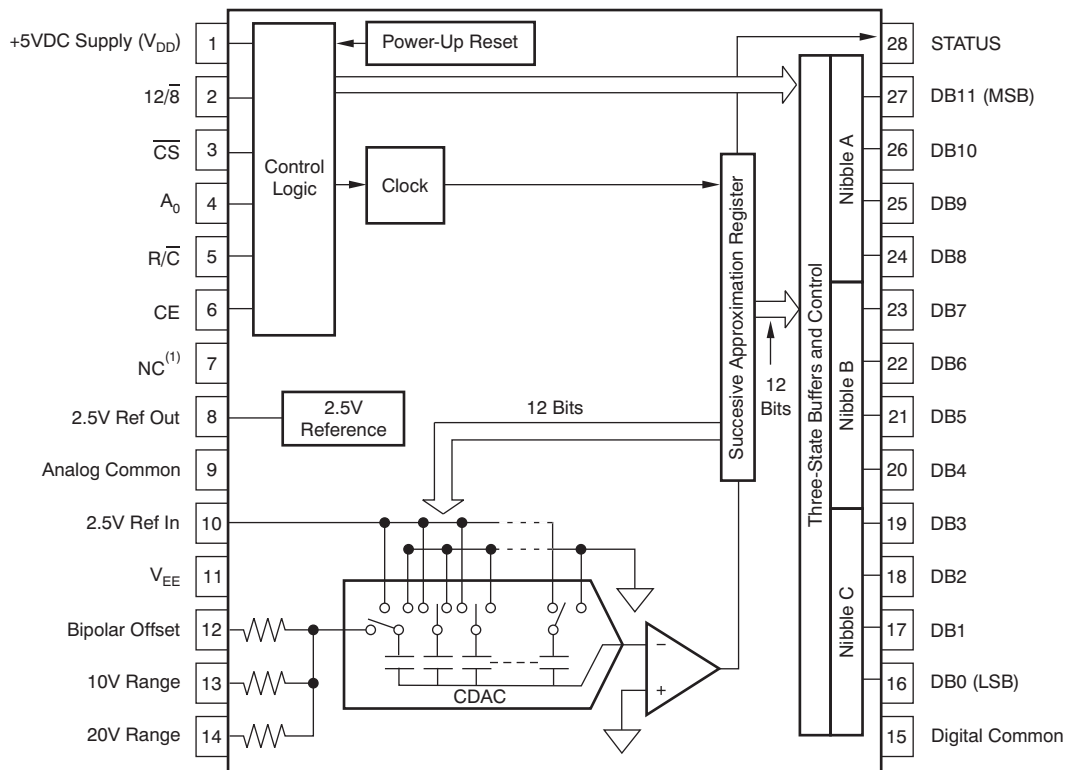 +5VDC Supply (V_DD)
1
Power-Up Reset
28
STATUS
12/8̅
2
27
DB11 (MSB)
C̅S̅
3
26
DB10
Control
Logic
Clock
Nibble A
A₀
4
25
DB9
R/C̅
5
24
DB8
CE
6
23
DB7
NC⁽¹⁾
7
22
DB6
Succesive Approximation Register
Three-State Buffers and Control
Nibble B
12
Bits
2.5V Ref Out
8
2.5V
Reference
12 Bits
21
DB5
Analog Common
9
20
DB4
2.5V Ref In
10
19
DB3
V_EE
11
18
DB2
Nibble C
Bipolar Offset
12
17
DB1
–
+
10V Range
13
CDAC
16
DB0 (LSB)
20V Range
14
15
Digital Common